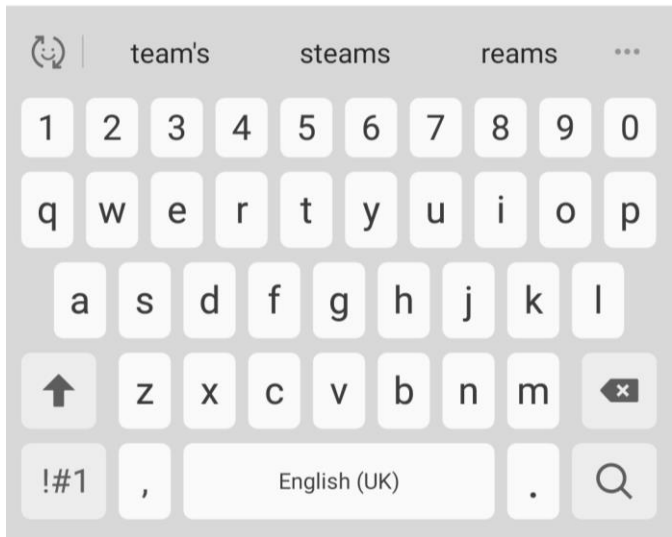 team's steams reams
1 2 3 4 5 6 7 8 9 0
q w e r t y u i o p
a s d f g h j k l
z x c v b n m
!#1 , English (UK) .